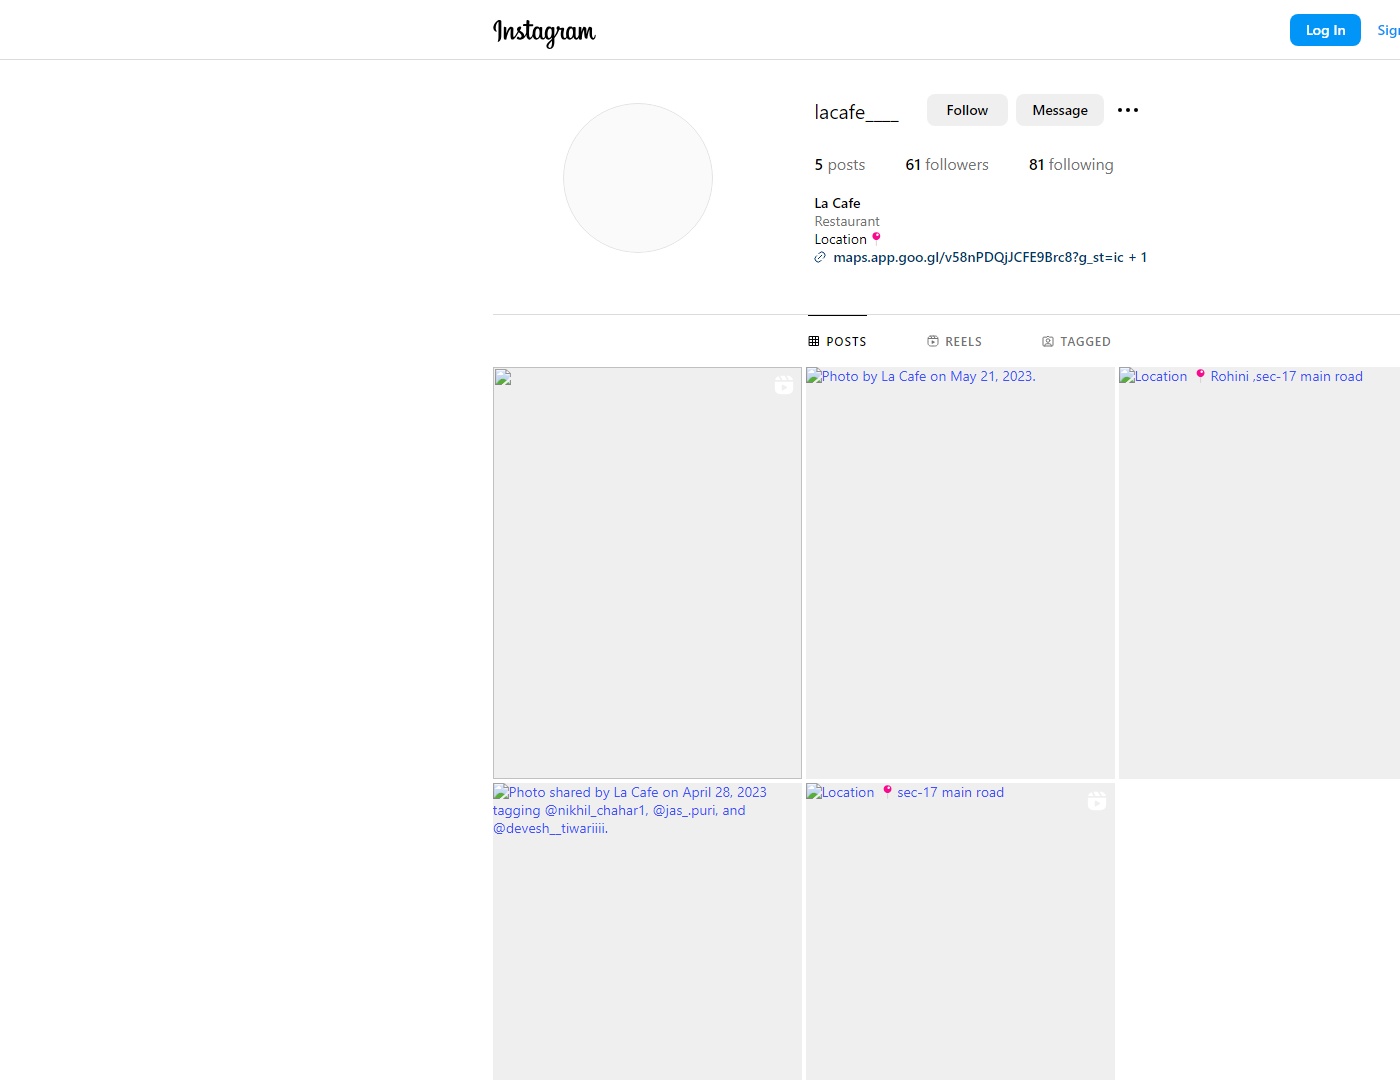 Instagram
Log In
lacafe____
Follow
Message
5 posts
61 followers
81 following
La Cafe
Restaurant
Location📍
maps.app.goo.gl/v58nPDQjJCFE9Brc8?g_st=ic + 1
POSTS
REELS
TAGGED
Photo by La Cafe on May 21, 2023.
Location 📍Rohini ,sec-17 main road
Photo shared by La Cafe on April 28, 2023
tagging @nikhil_chahar1, @jas_.puri, and
@devesh__tiwariiii.
Location 📍 sec-17 main road